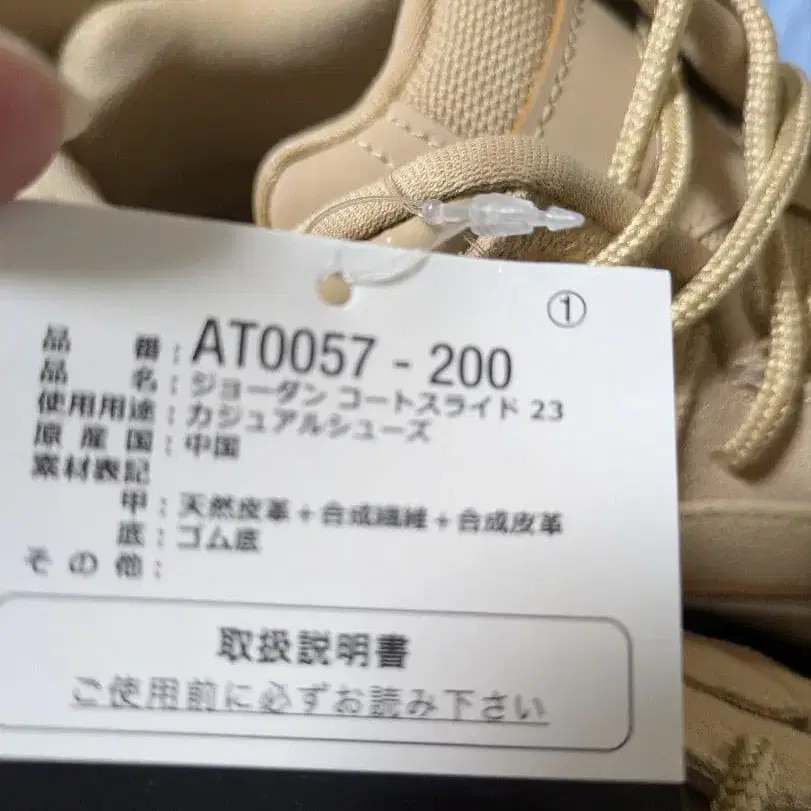 ①
品番：AT0057 - 200
品名：ジョーダン コートスライド 23
使用用途：カジュアルシューズ
原産国：中国
素材表記
甲：天然皮革＋合成繊維＋合成皮革
底：ゴム底
その他：
取扱説明書
ご使用前に必ずお読み下さい